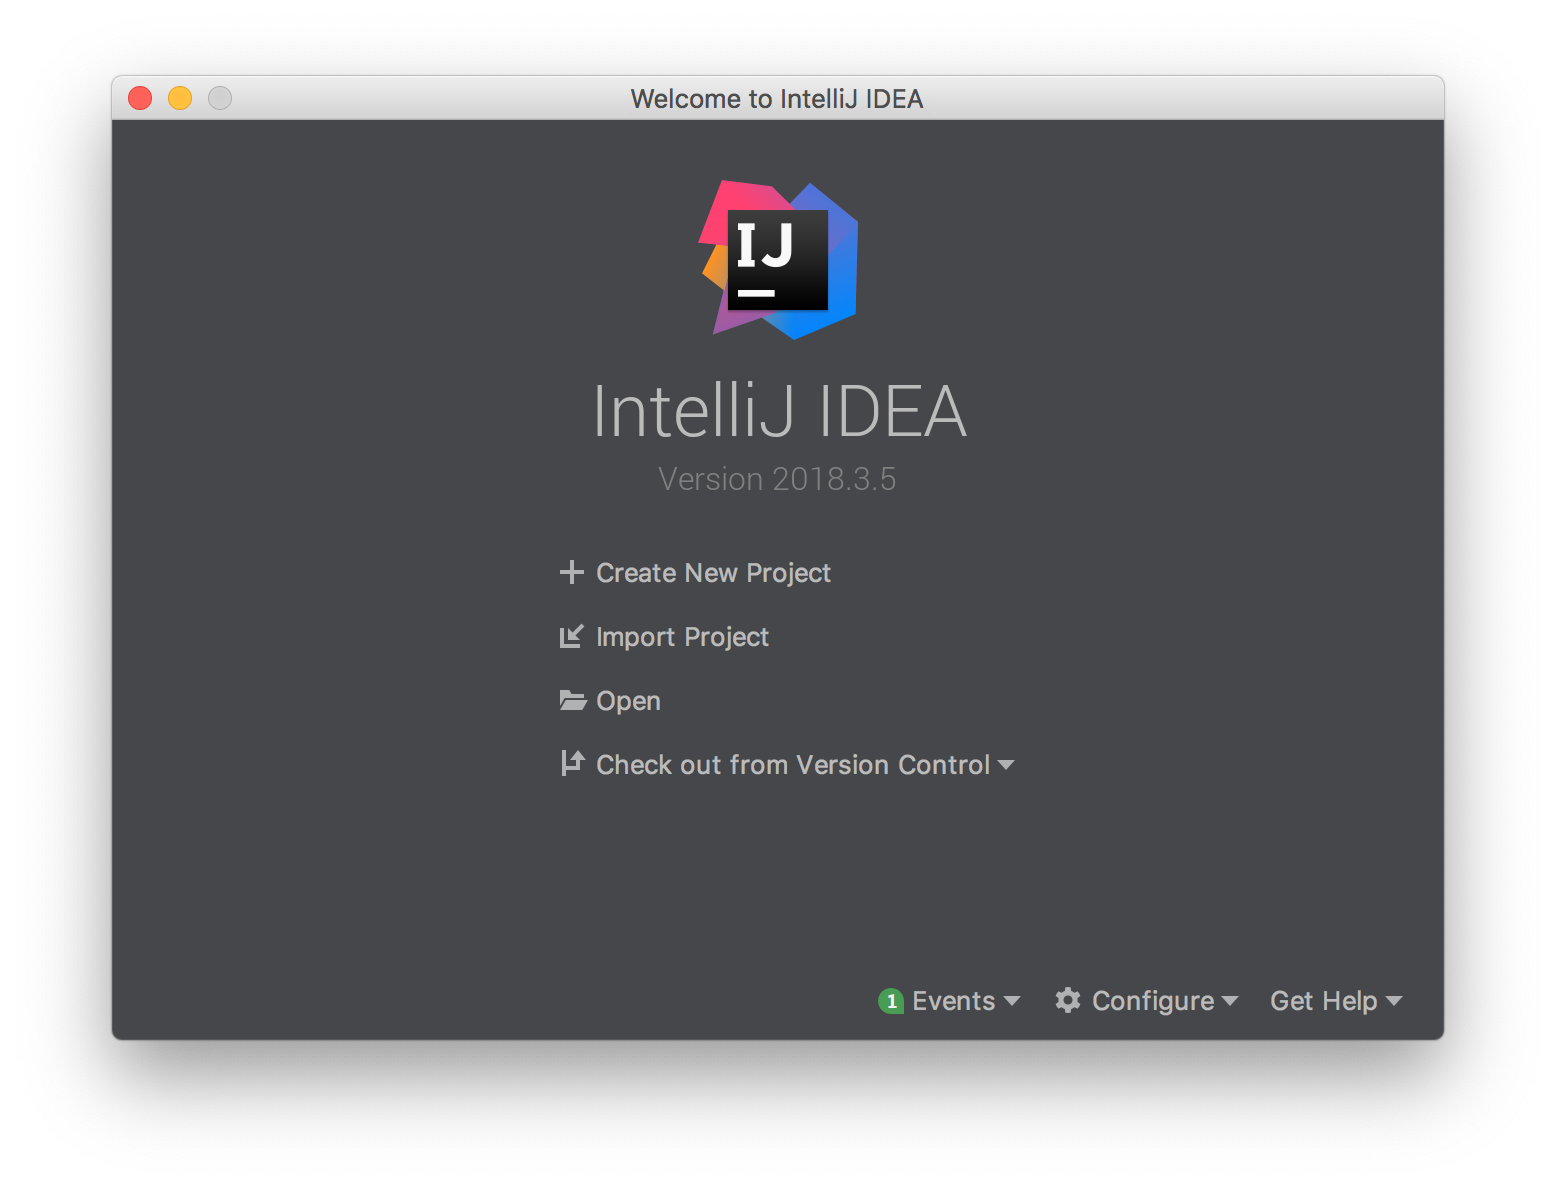 Welcome to IntelliJ IDEA
IJ
IntelliJ IDEA
Version 2018.3.5
Create New Project
Import Project
Open
Check out from Version Control
1 Events Configure Get Help